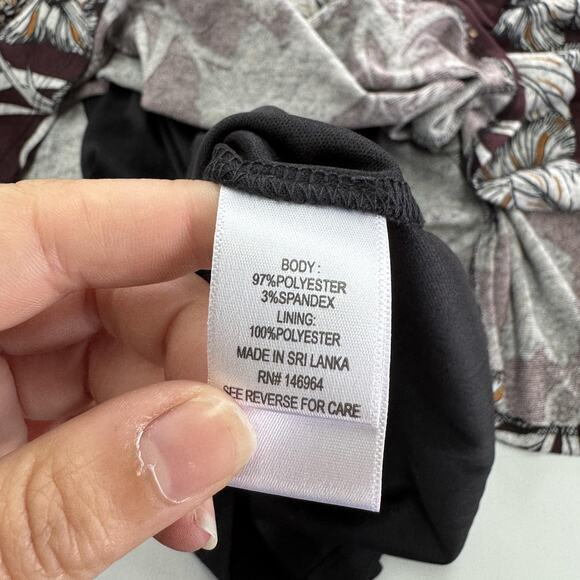 BODY:
97%POLYESTER
3%SPANDEX
LINING:
100%POLYESTER
MADE IN SRI LANKA
RN# 146964
SEE REVERSE FOR CARE